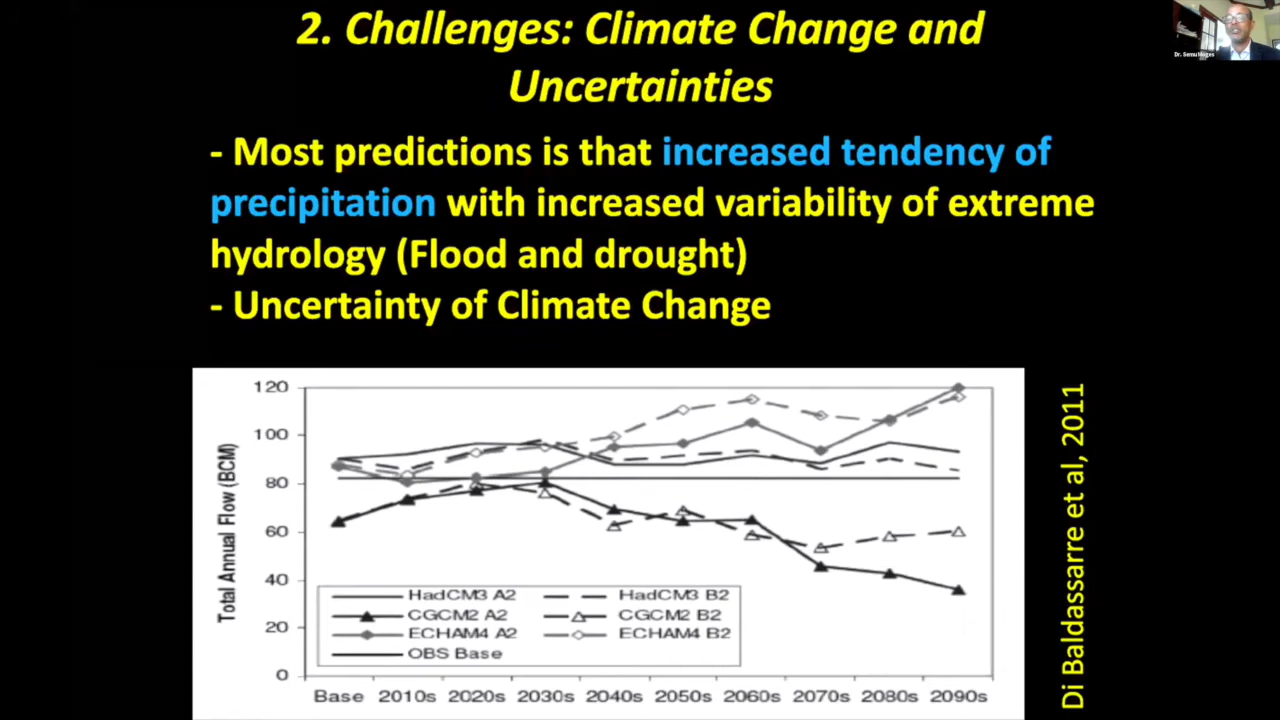 2. Challenges: Climate Change and
Uncertainties
Dr. Semu Moges
- Most predictions is that increased tendency of
precipitation with increased variability of extreme
hydrology (Flood and drought)
- Uncertainty of Climate Change
Total Annual Flow (BCM)
120
100
80
60
40
20
0
HadCM3 A2 HadCM3 B2
CGCM2 A2 CGCM2 B2
ECHAM4 A2 ECHAM4 B2
OBS Base
Base 2010s 2020s 2030s 2040s 2050s 2060s 2070s 2080s 2090s
Di Baldassarre et al, 2011